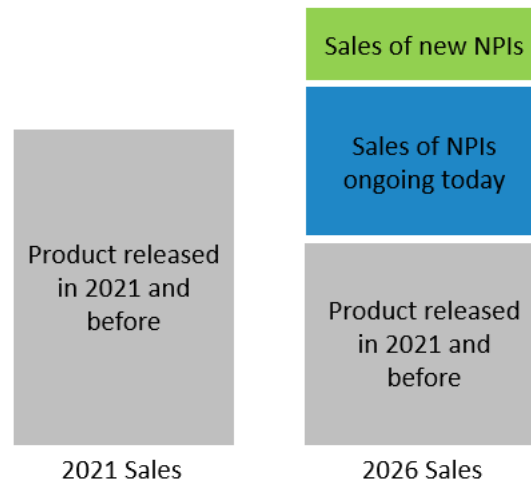 Sales of new NPIs
Sales of NPIs
ongoing today
Product released
in 2021 and
before
Product released
in 2021 and
before
2021 Sales
2026 Sales